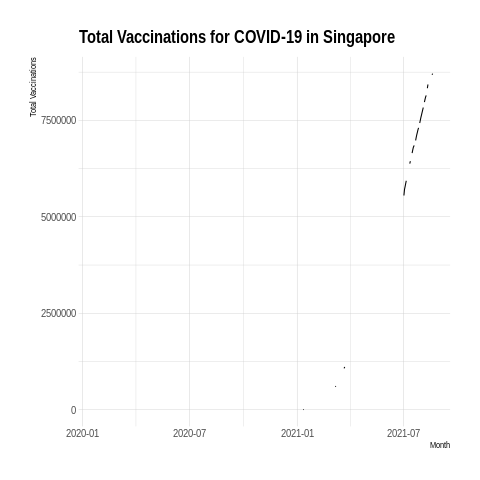 Total Vaccinations for COVID-19 in Singapore
Total Vaccinations
7500000
5000000
2500000
0
2020-01 2020-07 2021-01 2021-07
Month